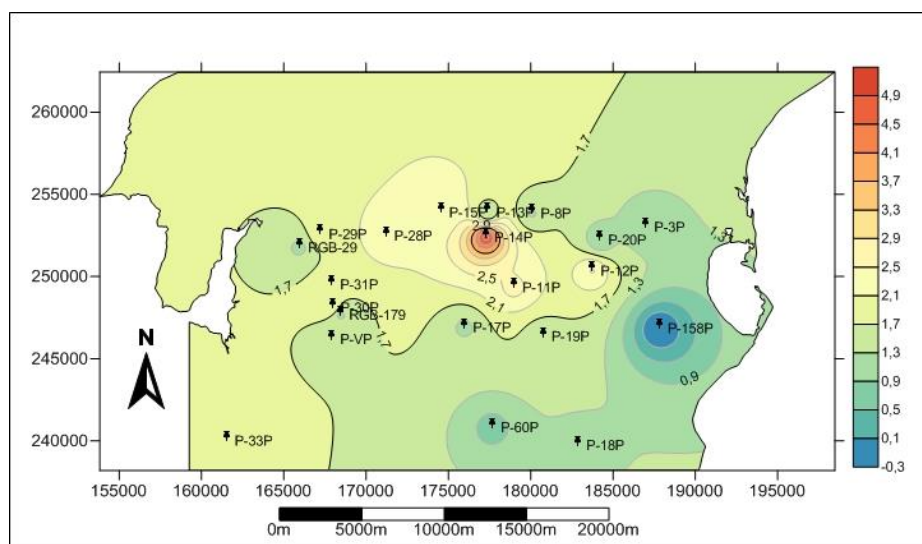 260000
255000
250000
245000
240000
155000
160000
165000
170000
175000
180000
185000
190000
195000
1,7
P-15P
P-13P
P-8P
P-3P
P-29P
P-28P
2,9
P-14P
P-20P
RGB-29
1,7
P-31P
P-11P
P-12P
2,5
2,1
1,7
1,3
P-30P
RGB-179
1,7
P-VP
P-17P
P-19P
P-158P
0,9
P-60P
P-33P
P-18P
N
0m
5000m
10000m
15000m
20000m
4,9
4,5
4,1
3,7
3,3
2,9
2,5
2,1
1,7
1,3
0,9
0,5
0,1
-0,3